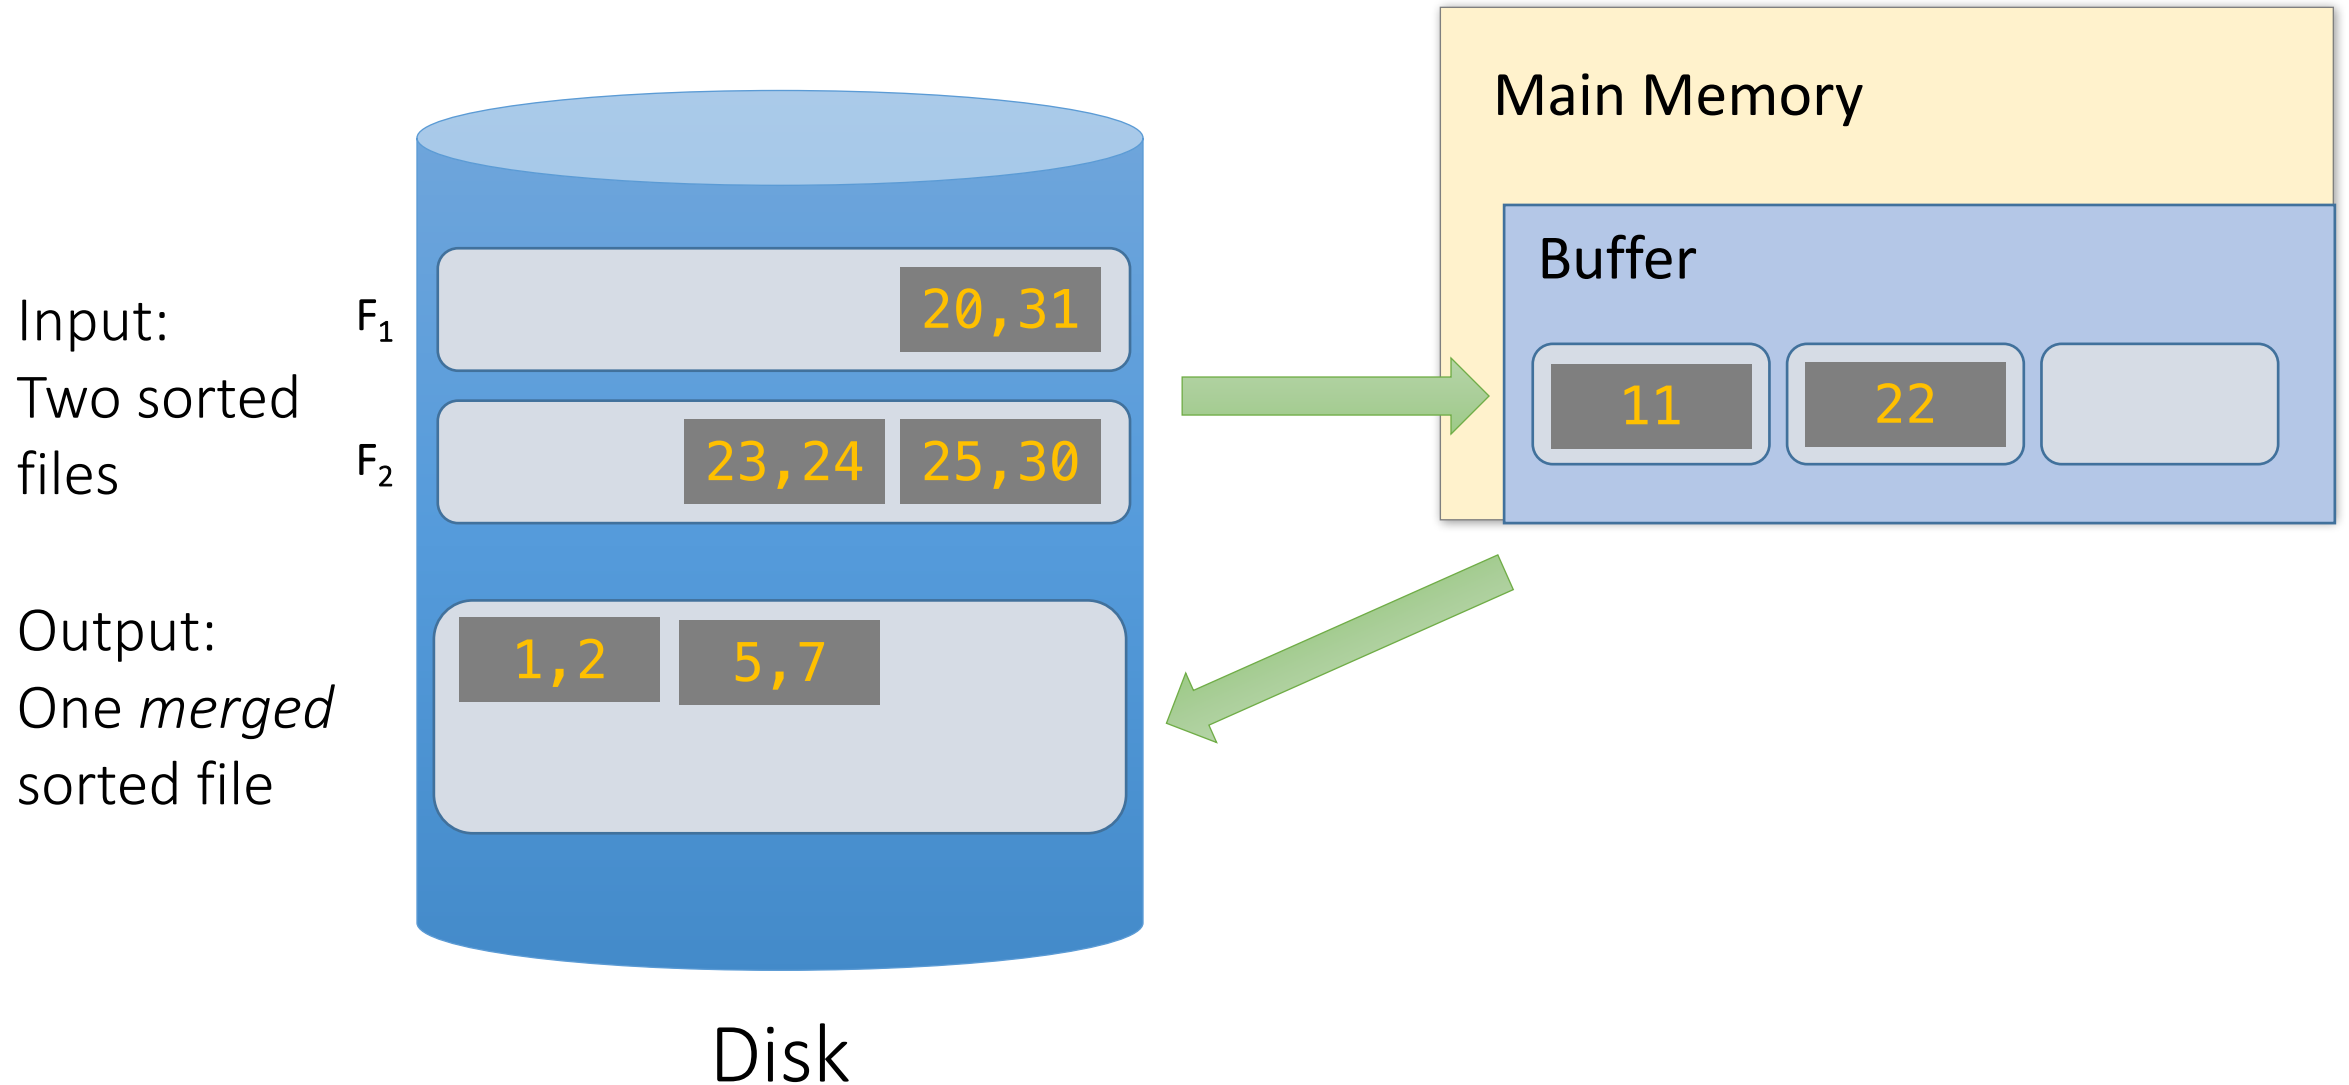 Main Memory
Buffer
11
22
Input:
Two sorted
files
F₁
20,31
F₂
23,24
25,30
Output:
One merged
sorted file
1,2
5,7
Disk